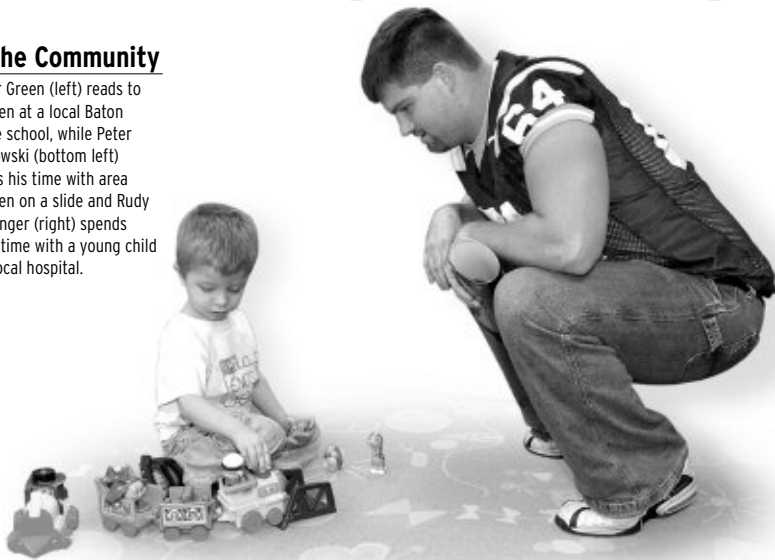 he Community
r Green (left) reads to
en at a local Baton
e school, while Peter
wski (bottom left)
s his time with area
en on a slide and Rudy
nger (right) spends
time with a young child
ocal hospital.
64